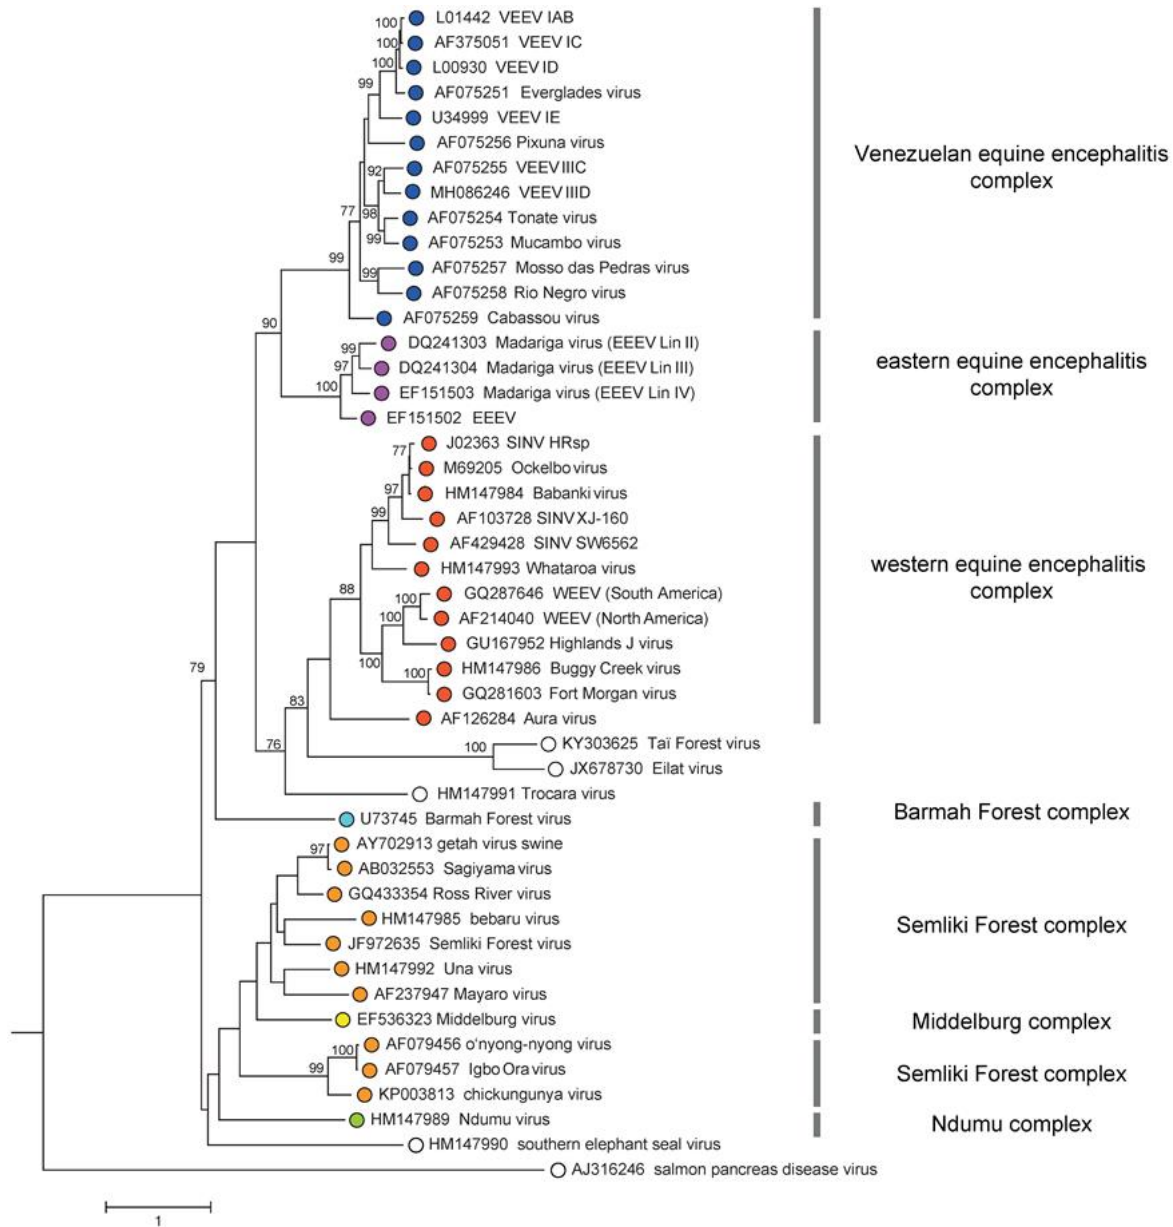 100
L01442 VEEV IAB
100
AF375051 VEEV IC
100
L00930 VEEV ID
99
AF075251 Everglades virus
U34999 VEEV IE
AF075256 Pixuna virus
Venezuelan equine encephalitis
complex
92
AF075255 VEEV IIIC
MH086246 VEEV IIID
77
98
AF075254 Tonate virus
99
AF075253 Mucambo virus
99
99
AF075257 Mosso das Pedras virus
AF075258 Rio Negro virus
AF075259 Cabassou virus
90
DQ241303 Madariga virus (EEEV Lin II)
99
97
DQ241304 Madariga virus (EEEV Lin III)
eastern equine encephalitis
complex
100
EF151503 Madariga virus (EEEV Lin IV)
EF151502 EEEV
77
J02363 SINV HRsp
M69205 Ockelbo virus
97
HM147984 Babanki virus
99
AF103728 SINV XJ-160
AF429428 SINV SW6562
HM147993 Whataroa virus
western equine encephalitis
complex
88
100
GQ287646 WEEV (South America)
100
AF214040 WEEV (North America)
GU167952 Highlands J virus
100
100
HM147986 Buggy Creek virus
GQ281603 Fort Morgan virus
79
83
AF126284 Aura virus
76
100
KY303625 Taï Forest virus
JX678730 Eilat virus
HM147991 Trocara virus
U73745 Barmah Forest virus
Barmah Forest complex
97
AY702913 getah virus swine
AB032553 Sagiyama virus
GQ433354 Ross River virus
HM147985 bebaru virus
Semliki Forest complex
JF972635 Semliki Forest virus
HM147992 Una virus
AF237947 Mayaro virus
EF536323 Middelburg virus
Middelburg complex
100
AF079456 o'nyong-nyong virus
99
AF079457 Igbo Ora virus
Semliki Forest complex
KP003813 chickungunya virus
HM147989 Ndumu virus
Ndumu complex
HM147990 southern elephant seal virus
AJ316246 salmon pancreas disease virus
1